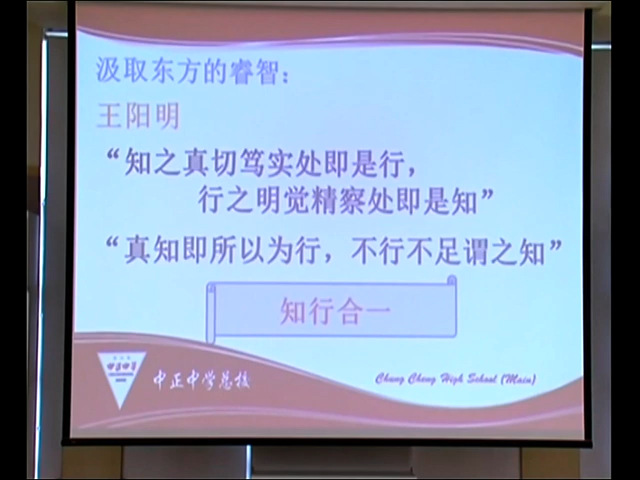 汲取东方的睿智：
王阳明
“知之真切笃实处即是行，
行之明觉精察处即是知”
“真知即所以为行，不行不足谓之知”
知行合一
中正中学总校
Chung Cheng High School (Main)